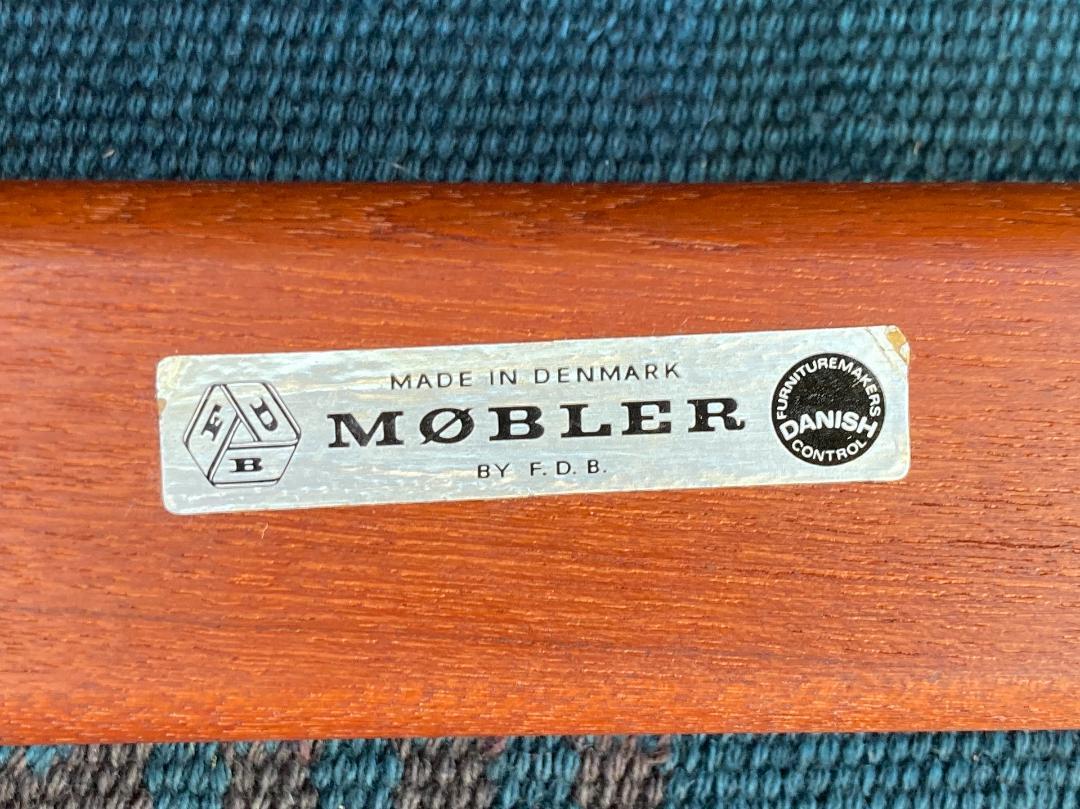 F D B
MADE IN DENMARK
MØBLER
BY F. D. B.
FURNITUREMAKERS
DANISH
CONTROL